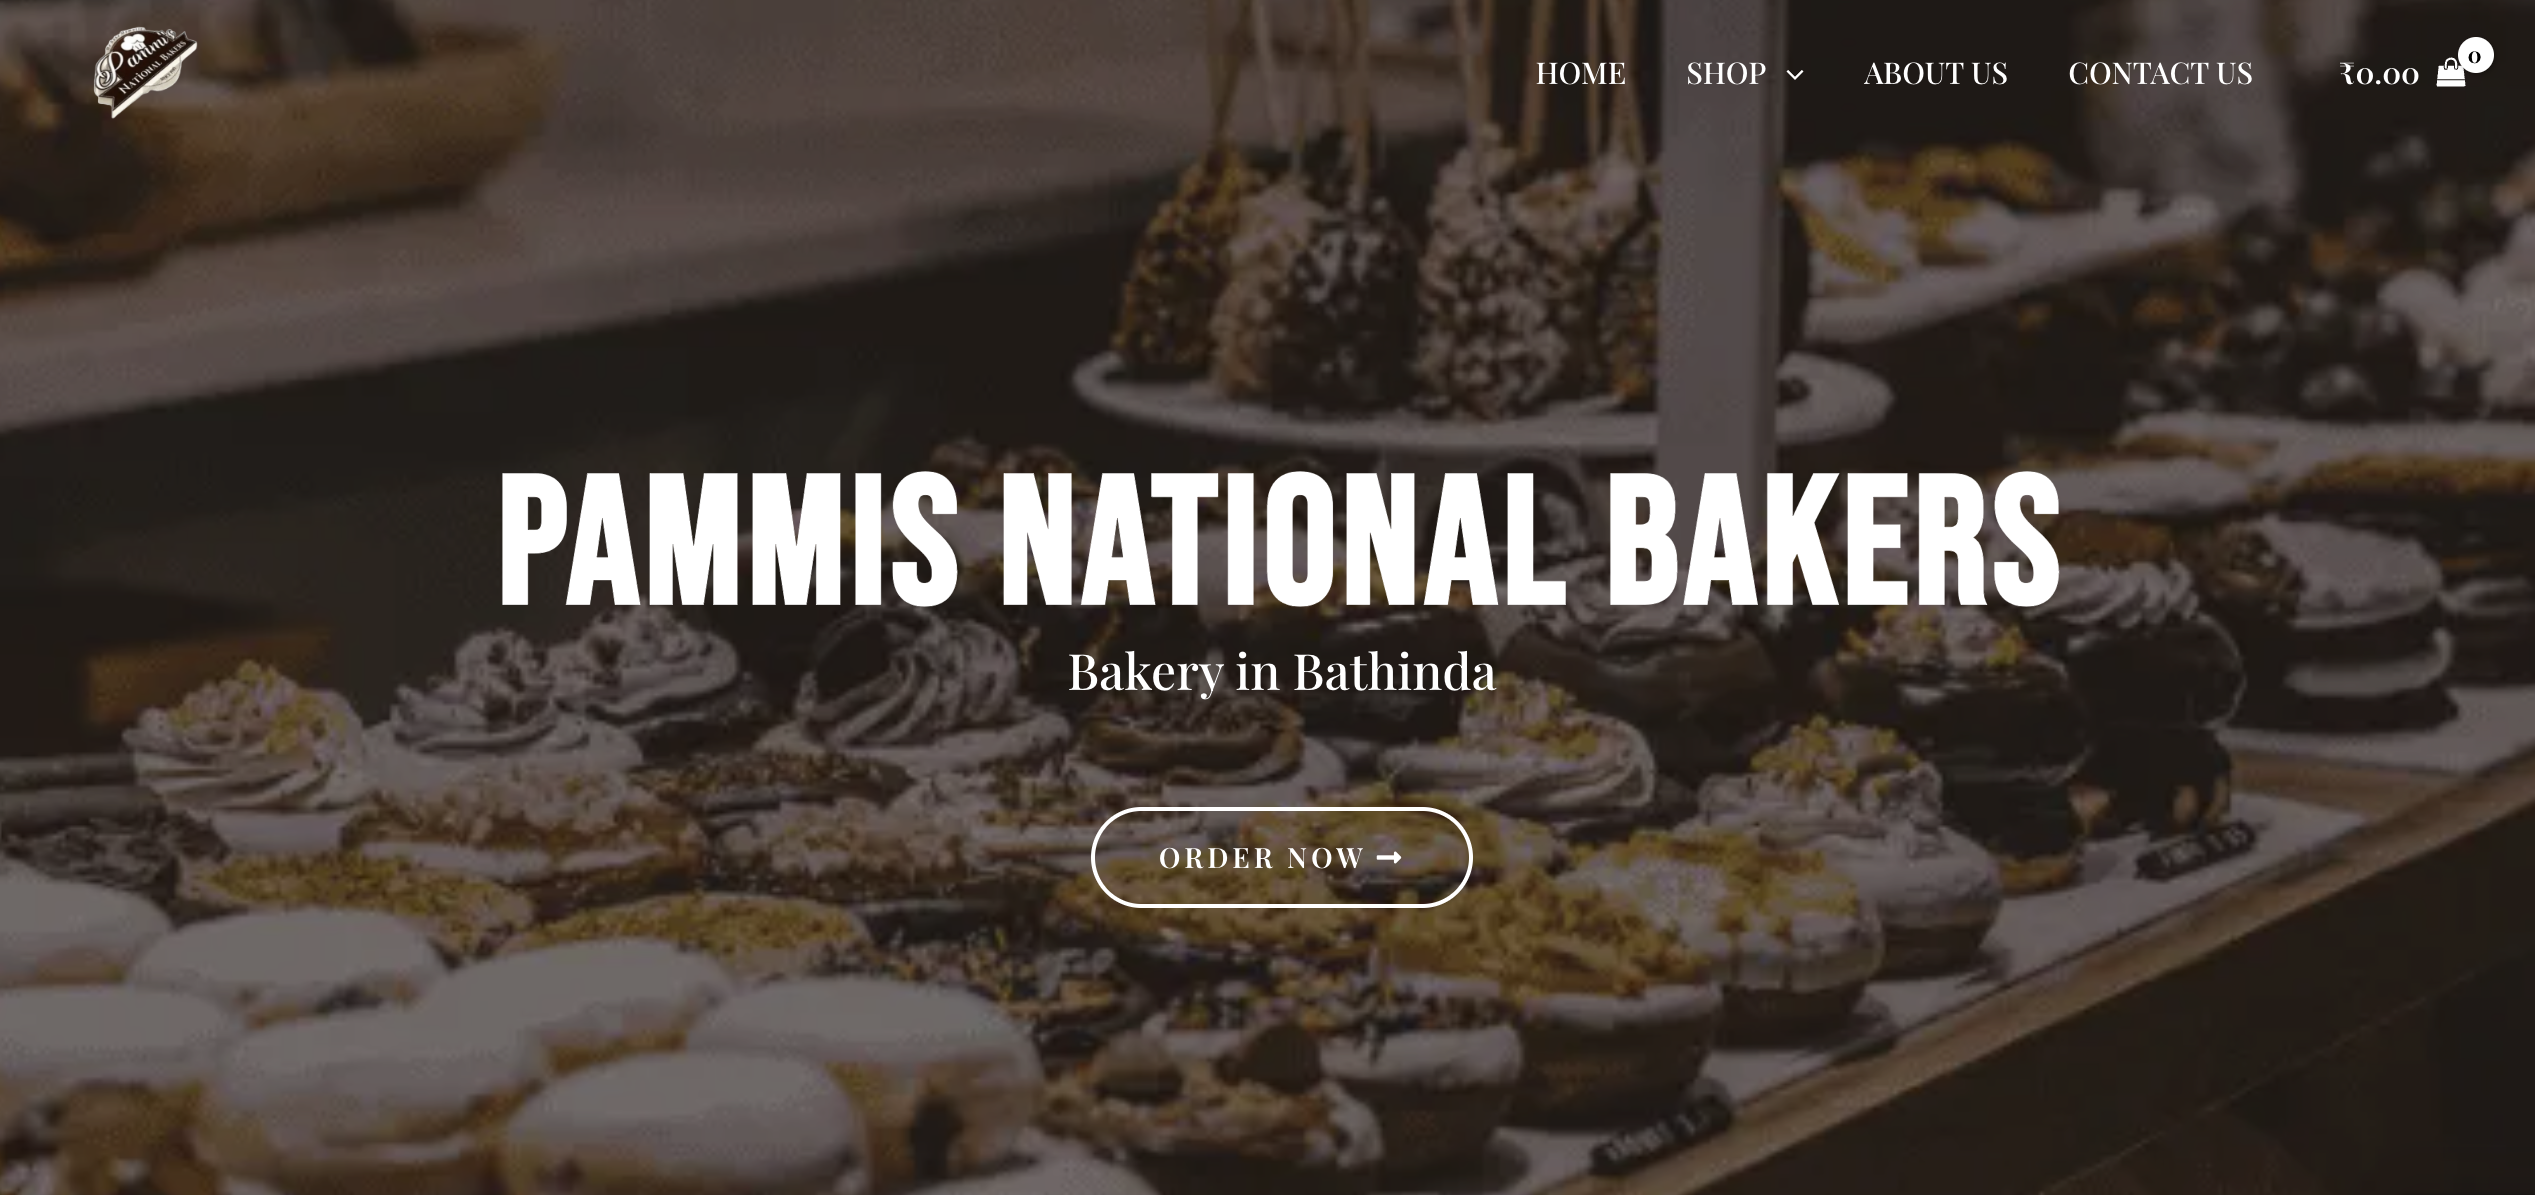 Pammi's
NATIONAL BAKERS
HOME
SHOP
ABOUT US
CONTACT US
₹0.00
0
PAMMIS NATIONAL BAKERS
Bakery in Bathinda
ORDER NOW